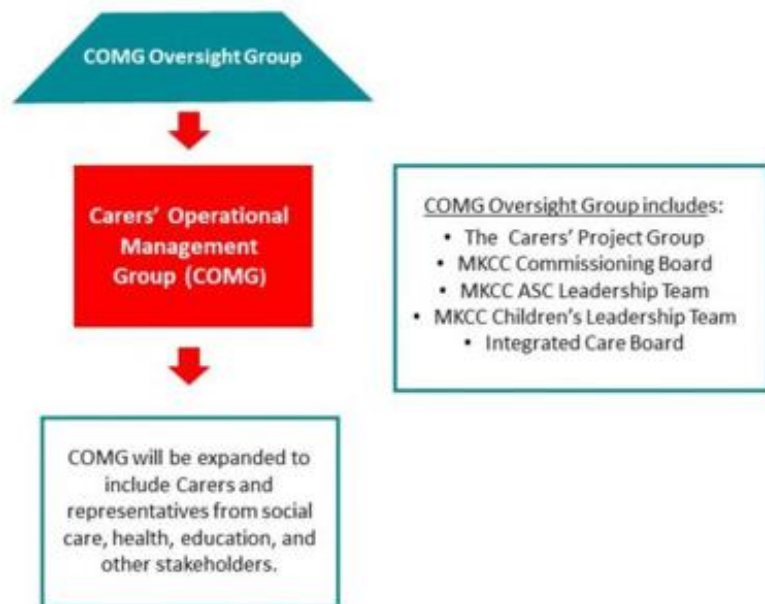 COMG Oversight Group
Carers' Operational
Management
Group (COMG)
COMG will be expanded to
include Carers and
representatives from social
care, health, education, and
other stakeholders.
COMG Oversight Group includes:
• The Carers' Project Group
• MKCC Commissioning Board
• MKCC ASC Leadership Team
• MKCC Children's Leadership Team
• Integrated Care Board